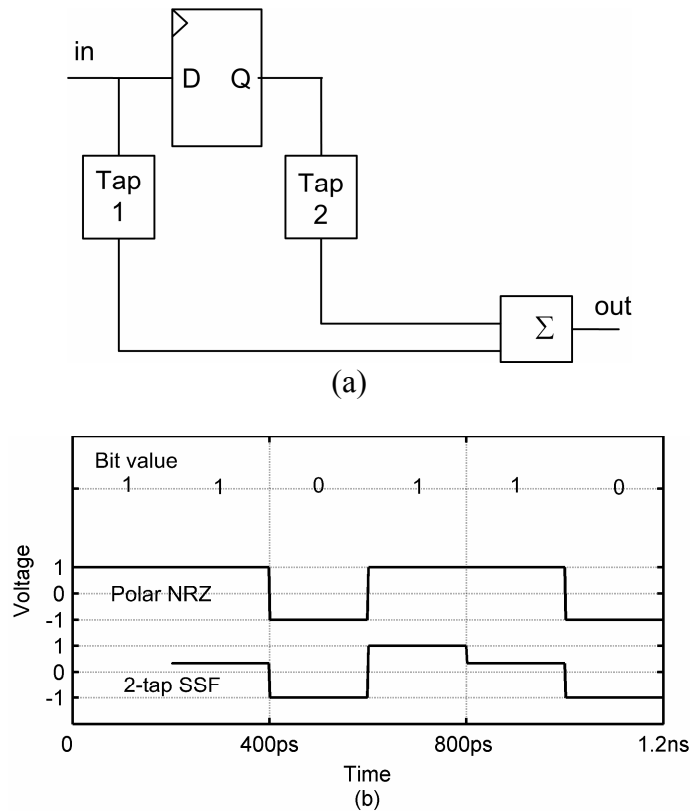 in
D Q
Tap
1
Tap
2
Σ
out
(a)
Bit value
1 1 0 1 1 0
Voltage
1
0
-1
Polar NRZ
1
0
-1
2-tap SSF
0 400ps 800ps 1.2ns
Time
(b)